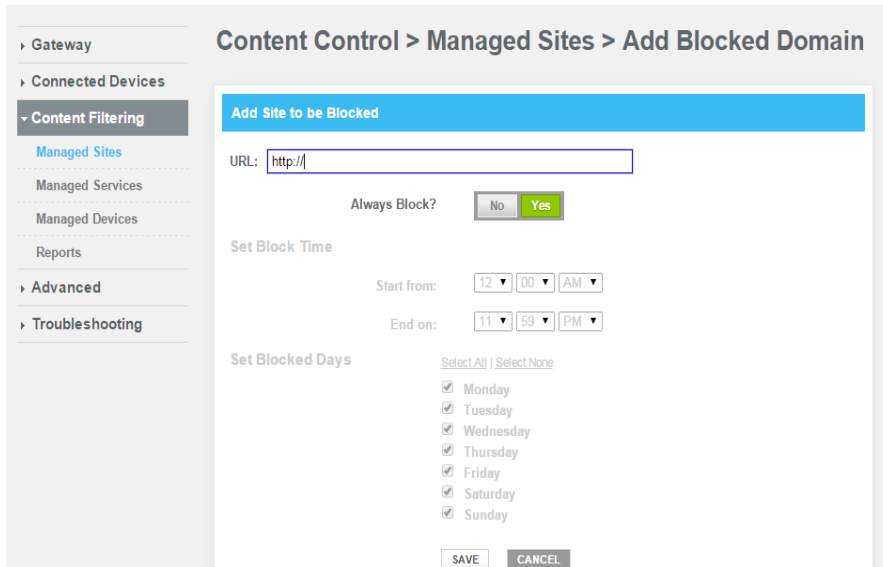 Gateway
Connected Devices
Content Filtering
Managed Sites
Managed Services
Managed Devices
Reports
Advanced
Troubleshooting
Content Control > Managed Sites > Add Blocked Domain
Add Site to be Blocked
URL: http://
Always Block? No Yes
Set Block Time
Start from: 12 00 AM
End on: 11 59 PM
Set Blocked Days Select All | Select None
Monday
Tuesday
Wednesday
Thursday
Friday
Saturday
Sunday
SAVE CANCEL